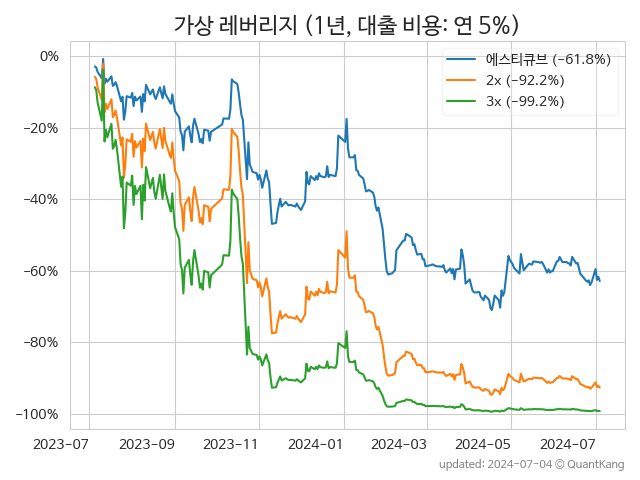 가상 레버리지 (1년, 대출 비용: 연 5%)
에스티큐브 (−61.8%)
2x (−92.2%)
3x (−99.2%)
0%
−20%
−40%
−60%
−80%
−100%
2023-07 2023-09 2023-11 2024-01 2024-03 2024-05 2024-07
updated: 2024-07-04 © QuantKang